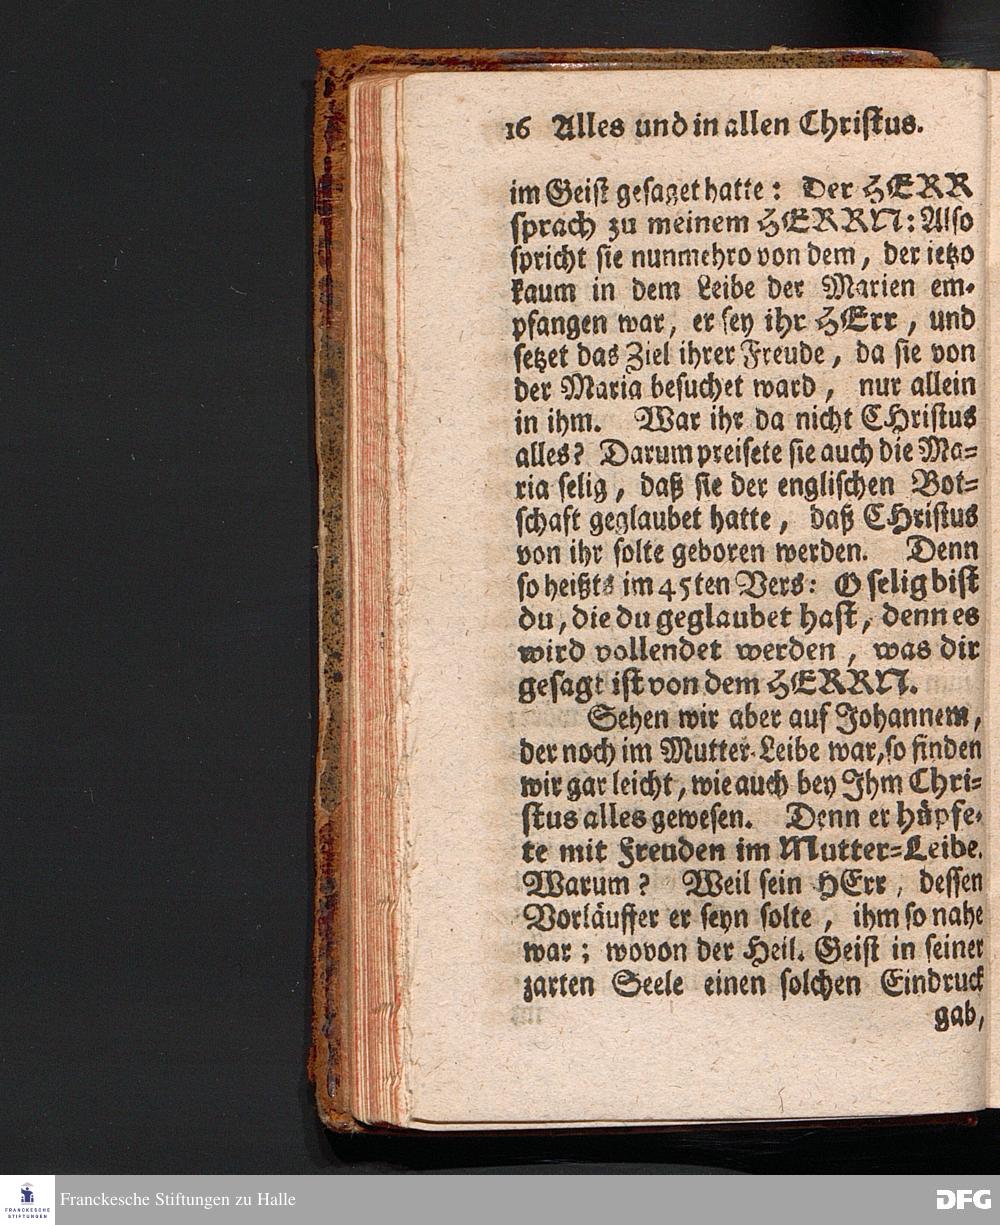 16 Alles und in allen Christus.
im Geist gesaget hatte: Der HERR
sprach zu meinem HERRN: Also
spricht sie nunmehro von dem, der ietzo
kaum in dem Leibe der Marien em-
pfangen war, er sey ihr HErr, und
setzet das Ziel ihrer Freude, da sie von
der Maria besuchet ward, nur allein
in ihm. War ihr da nicht CHristus
alles? Darum preisete sie auch die Ma-
ria selig, daß sie der englischen Bot-
schaft geglaubet hatte, daß CHristus
von ihr solte geboren werden. Denn
so heißts im 45ten Vers: O selig bist
du, die du geglaubet hast, denn es
wird vollendet werden, was dir
gesagt ist von dem HERRN.
Sehen wir aber auf Johannem,
der noch im Mutter-Leibe war, so finden
wir gar leicht, wie auch bey Ihm Chri-
stus alles gewesen. Denn er hüpfe-
te mit Freuden im Mutter-Leibe.
Warum? Weil sein HErr, dessen
Vorläuffer er seyn solte, ihm so nahe
war; wovon der Heil. Geist in seiner
zarten Seele einen solchen Eindruck
gab,
FRANCKESCHE
STIFTUNGEN
Franckesche Stiftungen zu Halle
DFG